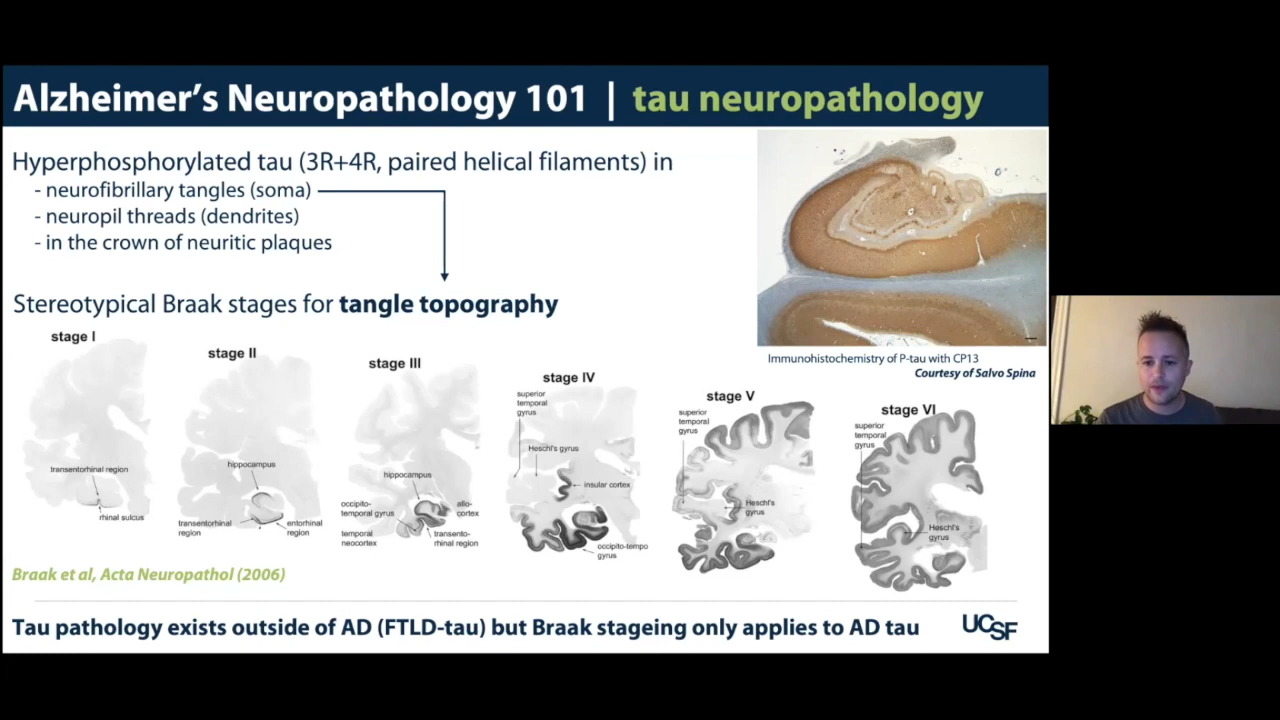 Alzheimer's Neuropathology 101 | tau neuropathology
Hyperphosphorylated tau (3R+4R, paired helical filaments) in
- neurofibrillary tangles (soma)
- neuropil threads (dendrites)
- in the crown of neuritic plaques
Stereotypical Braak stages for tangle topography
Immunohistochemistry of P-tau with CP13
Courtesy of Salvo Spina
stage I
transentorhinal region
rhinal sulcus
stage II
hippocampus
transentorhinal
region
entorhinal
region
stage III
hippocampus
occipito-
temporal gyrus
allo-
cortex
temporal
neocortex
transento-
rhinal region
stage IV
superior
temporal
gyrus
Heschl's gyrus
insular cortex
occipito-tempo
gyrus
stage V
superior
temporal
gyrus
Heschl's
gyrus
stage VI
superior
temporal
gyrus
Heschl's
gyrus
Braak et al, Acta Neuropathol (2006)
Tau pathology exists outside of AD (FTLD-tau) but Braak stageing only applies to AD tau
UCSF